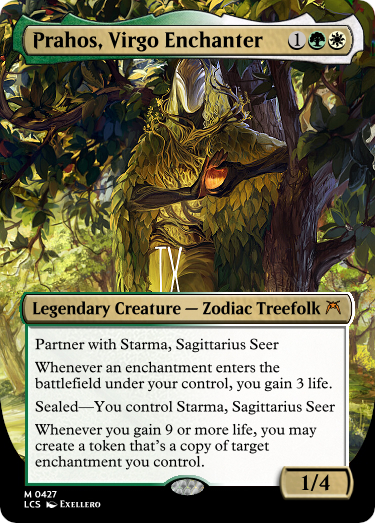 Prahos, Virgo Enchanter 1
Legendary Creature — Zodiac Treefolk
Partner with Starma, Sagittarius Seer
Whenever an enchantment enters the
battlefield under your control, you gain 3 life.
Sealed—You control Starma, Sagittarius Seer
Whenever you gain 9 or more life, you may
create a token that's a copy of target
enchantment you control.
1/4
M 0427
LCS Exellero